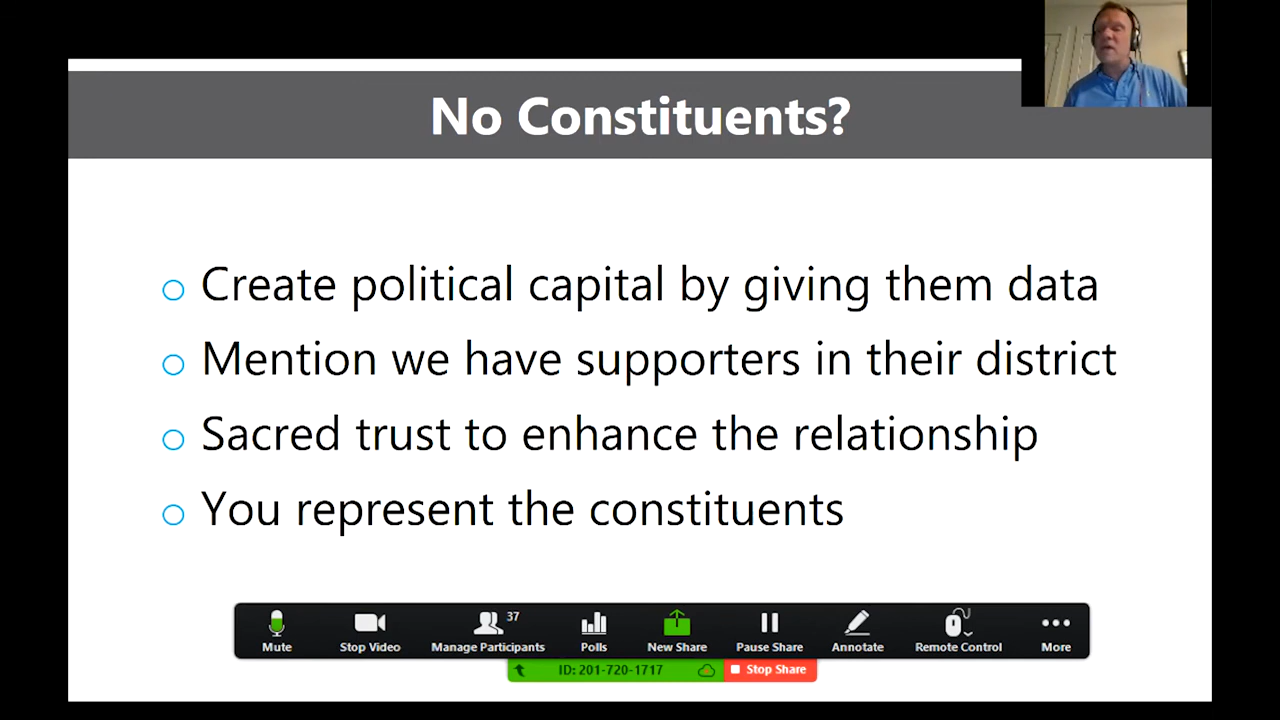 No Constituents?
Create political capital by giving them data
Mention we have supporters in their district
Sacred trust to enhance the relationship
You represent the constituents
37
Mute Stop Video Manage Participants Polls New Share Pause Share Annotate Remote Control More
ID: 201-720-1717 Stop Share